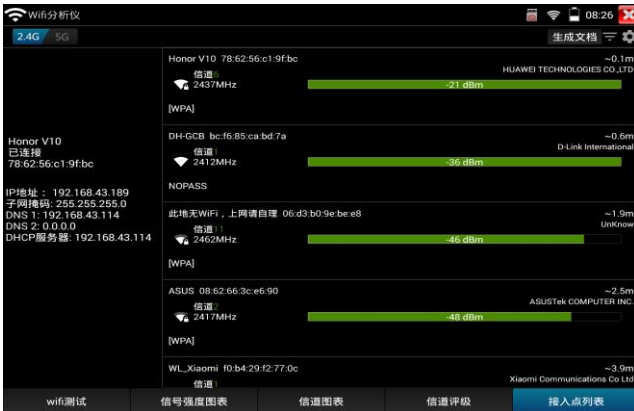 Wifi分析仪
08:26
2.4G 5G
生成文档
Honor V10
已连接
78:62:56:c1:9f:bc
IP地址： 192.168.43.189
子网掩码: 255.255.255.0
DNS 1: 192.168.43.114
DNS 2: 0.0.0.0
DHCP服务器: 192.168.43.114
Honor V10 78:62:56:c1:9f:bc ~0.1m
HUAWEI TECHNOLOGIES CO.,LTD
信道6
2437MHz -21 dBm
[WPA]
DH-GCB bc:f6:85:ca:bd:7a ~0.6m
D-Link International
信道1
2412MHz -36 dBm
NOPASS
此地无WiFi，上网请自理 06:d3:b0:9e:be:e8 ~1.9m
UnKnow
信道11
2462MHz -46 dBm
[WPA]
ASUS 08:62:66:3c:e6:90 ~2.5m
ASUSTek COMPUTER INC.
信道2
2417MHz -48 dBm
[WPA]
WL_Xiaomi f0:b4:29:f2:77:0c ~3.9m
Xiaomi Communications Co Ltd
信道1
wifi测试 信号强度图表 信道图表 信道评级 接入点列表